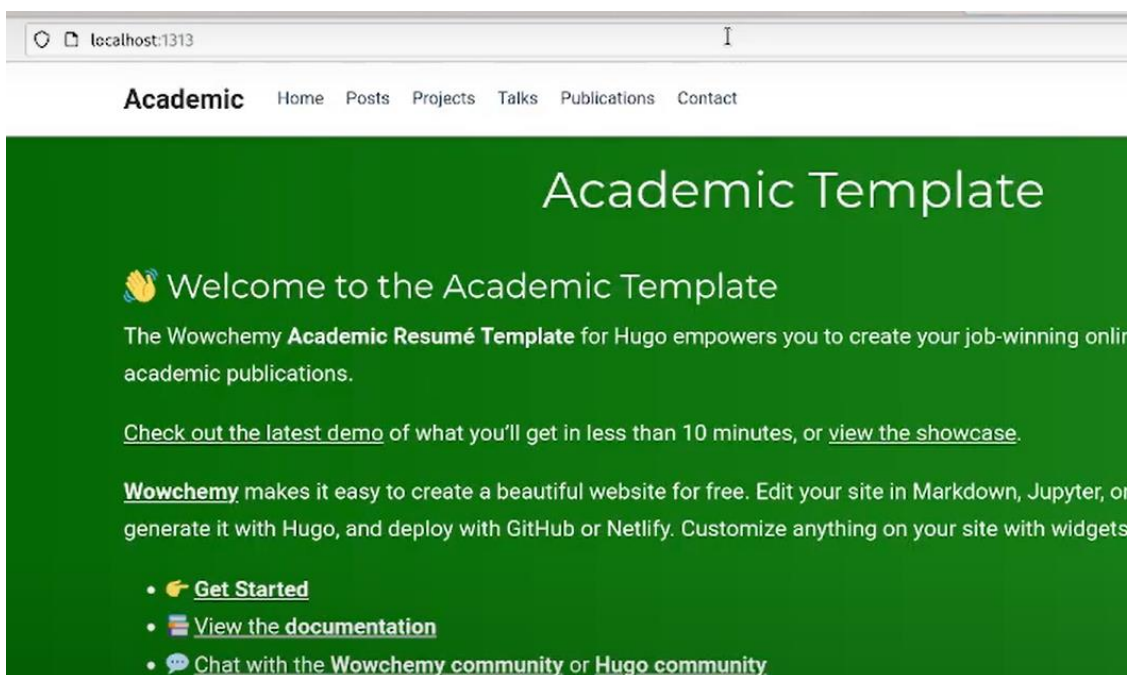 localhost:1313
Academic Home Posts Projects Talks Publications Contact
Academic Template
👋 Welcome to the Academic Template
The Wowchemy Academic Resumé Template for Hugo empowers you to create your job-winning
academic publications.
Check out the latest demo of what you'll get in less than 10 minutes, or view the showcase.
Wowchemy makes it easy to create a beautiful website for free. Edit your site in Markdown, Jupyter, or
generate it with Hugo, and deploy with GitHub or Netlify. Customize anything on your site with widgets
• 👉 Get Started
• 📚 View the documentation
• 💬 Chat with the Wowchemy community or Hugo community